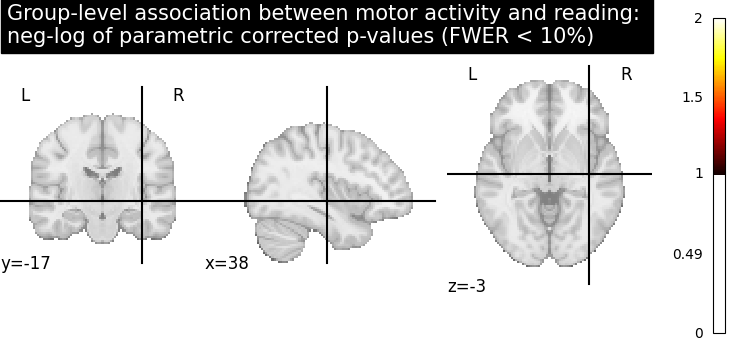 Group-level association between motor activity and reading:
neg-log of parametric corrected p-values (FWER < 10%)
L R
L R
y=-17
x=38
z=-3
2
1.5
1
0.49
0